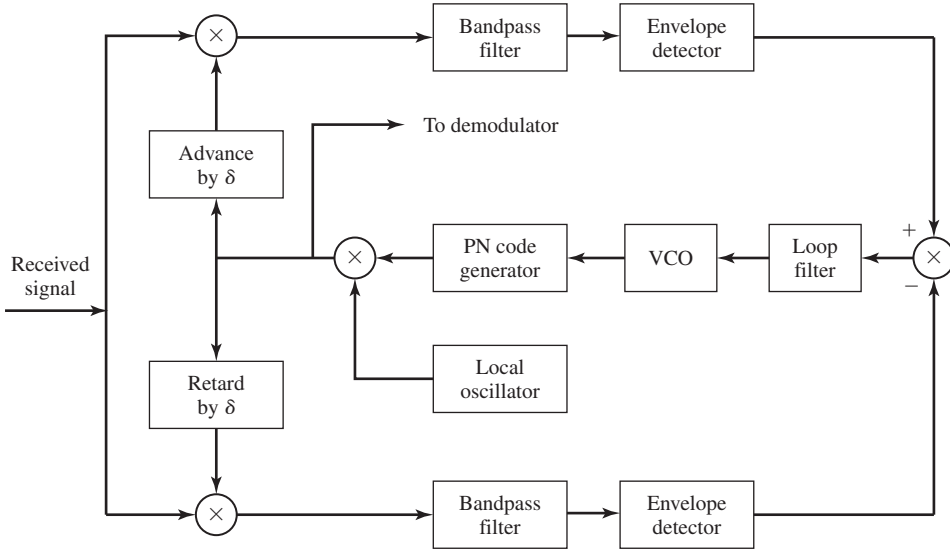 Bandpass
filter
Envelope
detector
×
Advance
by δ
To demodulator
Received
signal
×
PN code
generator
VCO
Loop
filter
+
×
−
Retard
by δ
Local
oscillator
×
Bandpass
filter
Envelope
detector